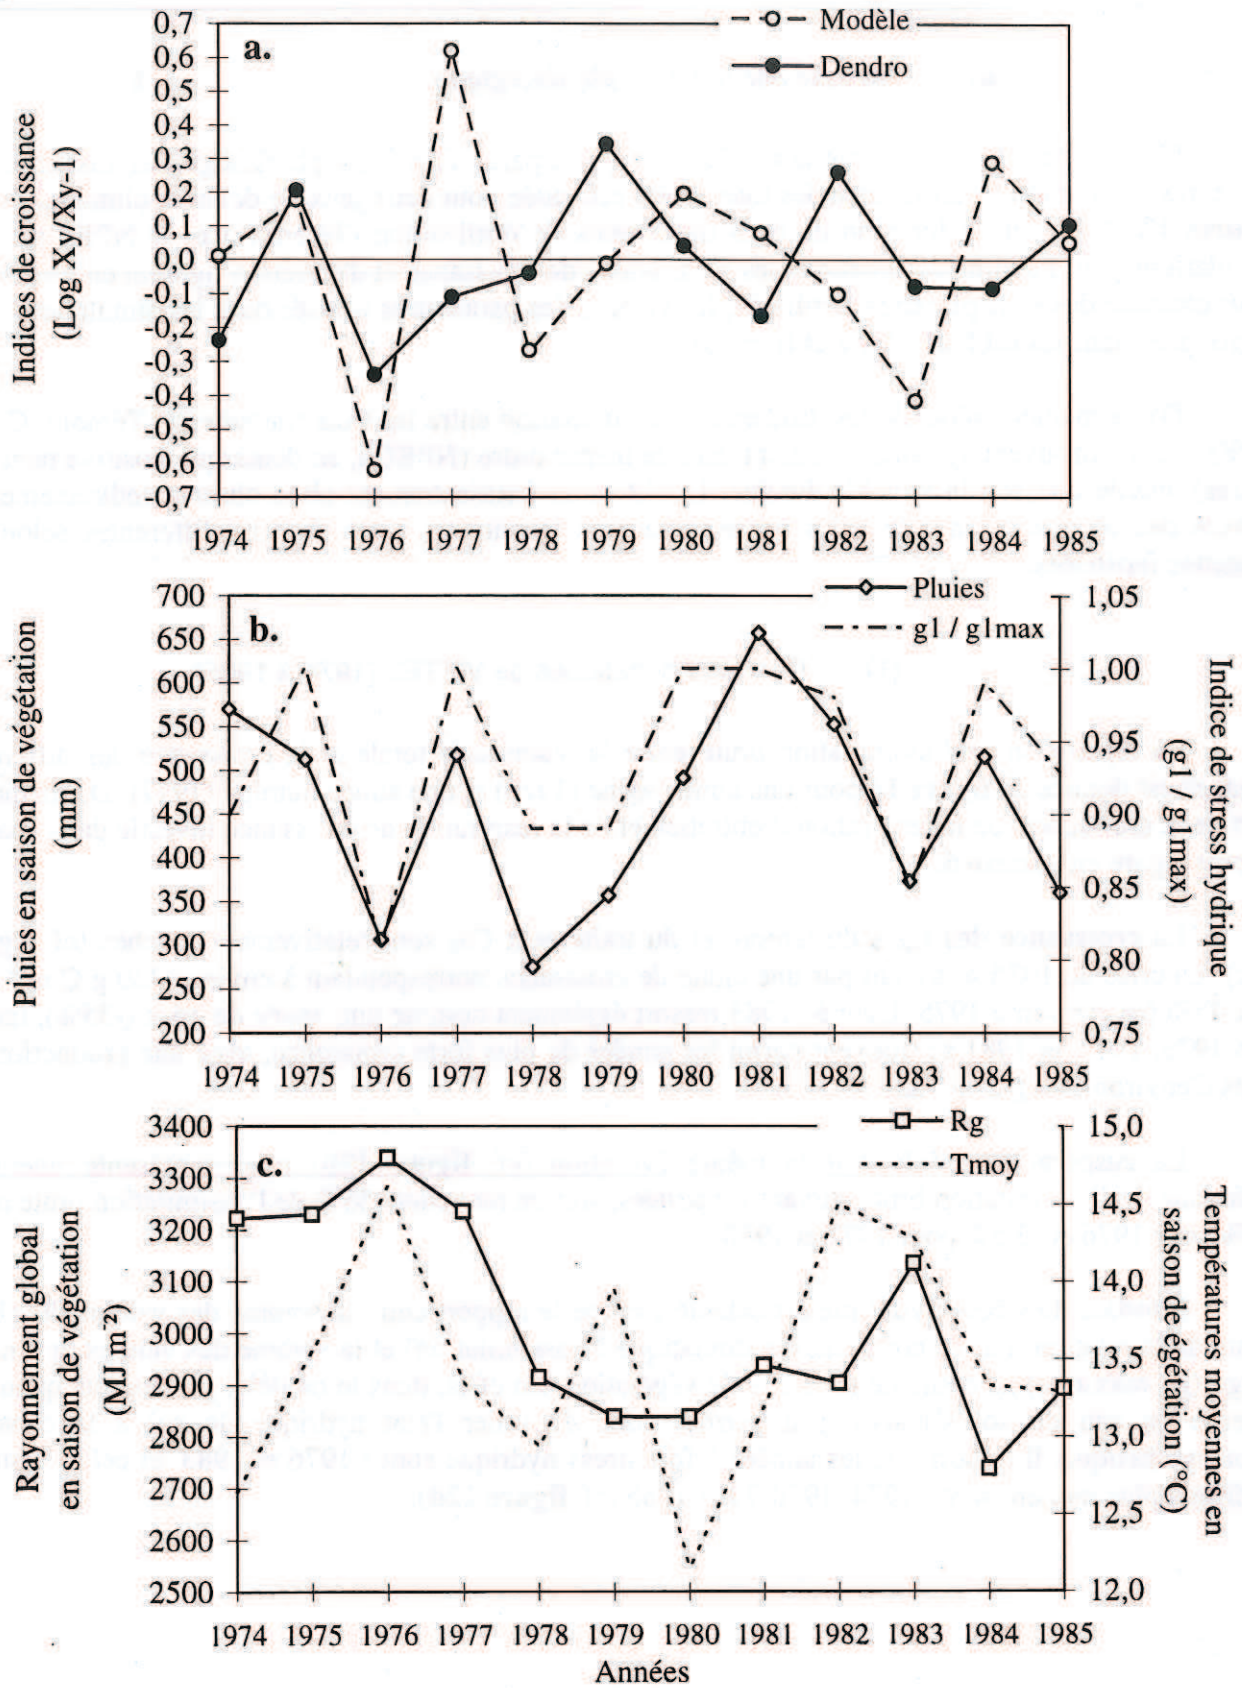 a.
Modèle
Dendro
Indices de croissance
(Log Xy/Xy-1)
0,7
0,6
0,5
0,4
0,3
0,2
0,1
0,0
-0,1
-0,2
-0,3
-0,4
-0,5
-0,6
-0,7
1974 1975 1976 1977 1978 1979 1980 1981 1982 1983 1984 1985
b.
Pluies
g1 / g1max
Pluies en saison de végétation
(mm)
700
650
600
550
500
450
400
350
300
250
200
1,05
1,00
0,95
0,90
0,85
0,80
0,75
Indice de stress hydrique
(g1 / g1max)
1974 1975 1976 1977 1978 1979 1980 1981 1982 1983 1984 1985
c.
Rg
Tmoy
Rayonnement global
en saison de végétation
(MJ m⁻²)
3400
3300
3200
3100
3000
2900
2800
2700
2600
2500
15,0
14,5
14,0
13,5
13,0
12,5
12,0
Températures moyennes en
saison de égétation (°C)
1974 1975 1976 1977 1978 1979 1980 1981 1982 1983 1984 1985
Années